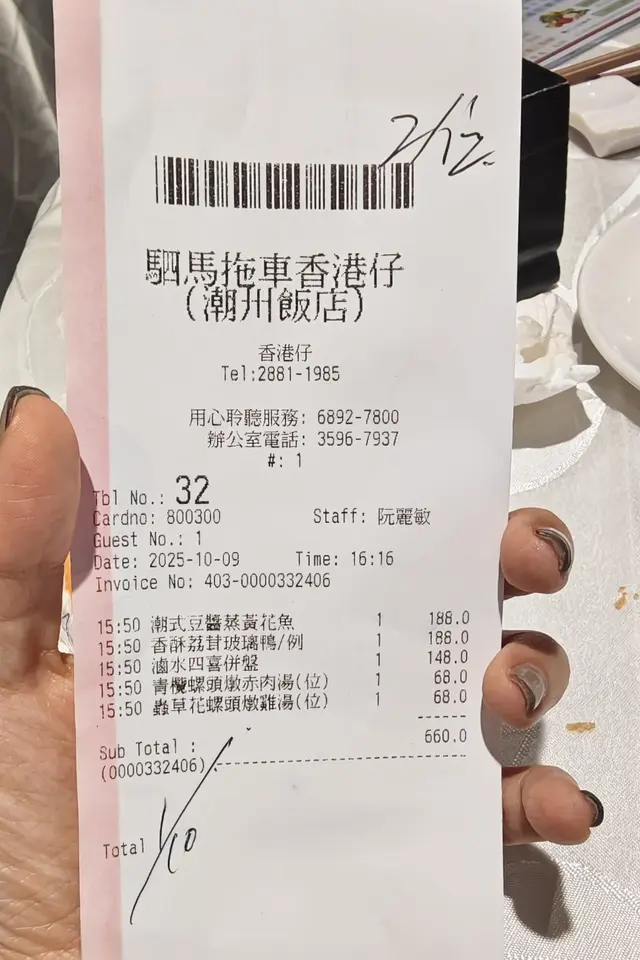 2/位
駟馬拖車香港仔
(潮州飯店)
香港仔
Tel:2881-1985
用心聆聽服務: 6892-7800
辦公室電話: 3596-7937
#: 1
Tbl No.: 32
Cardno: 800300 Staff: 阮麗敏
Guest No.: 1
Date: 2025-10-09 Time: 16:16
Invoice No: 403-0000332406
15:50 潮式豆醬蒸黃花魚 1 188.0
15:50 香酥荔茸玻璃鴨/例 1 188.0
15:50 滷水四喜併盤 1 148.0
15:50 青欖螺頭燉赤肉湯(位) 1 68.0
15:50 蟲草花螺頭燉雞湯(位) 1 68.0
Sub Total : 660.0
(0000332406)
Total